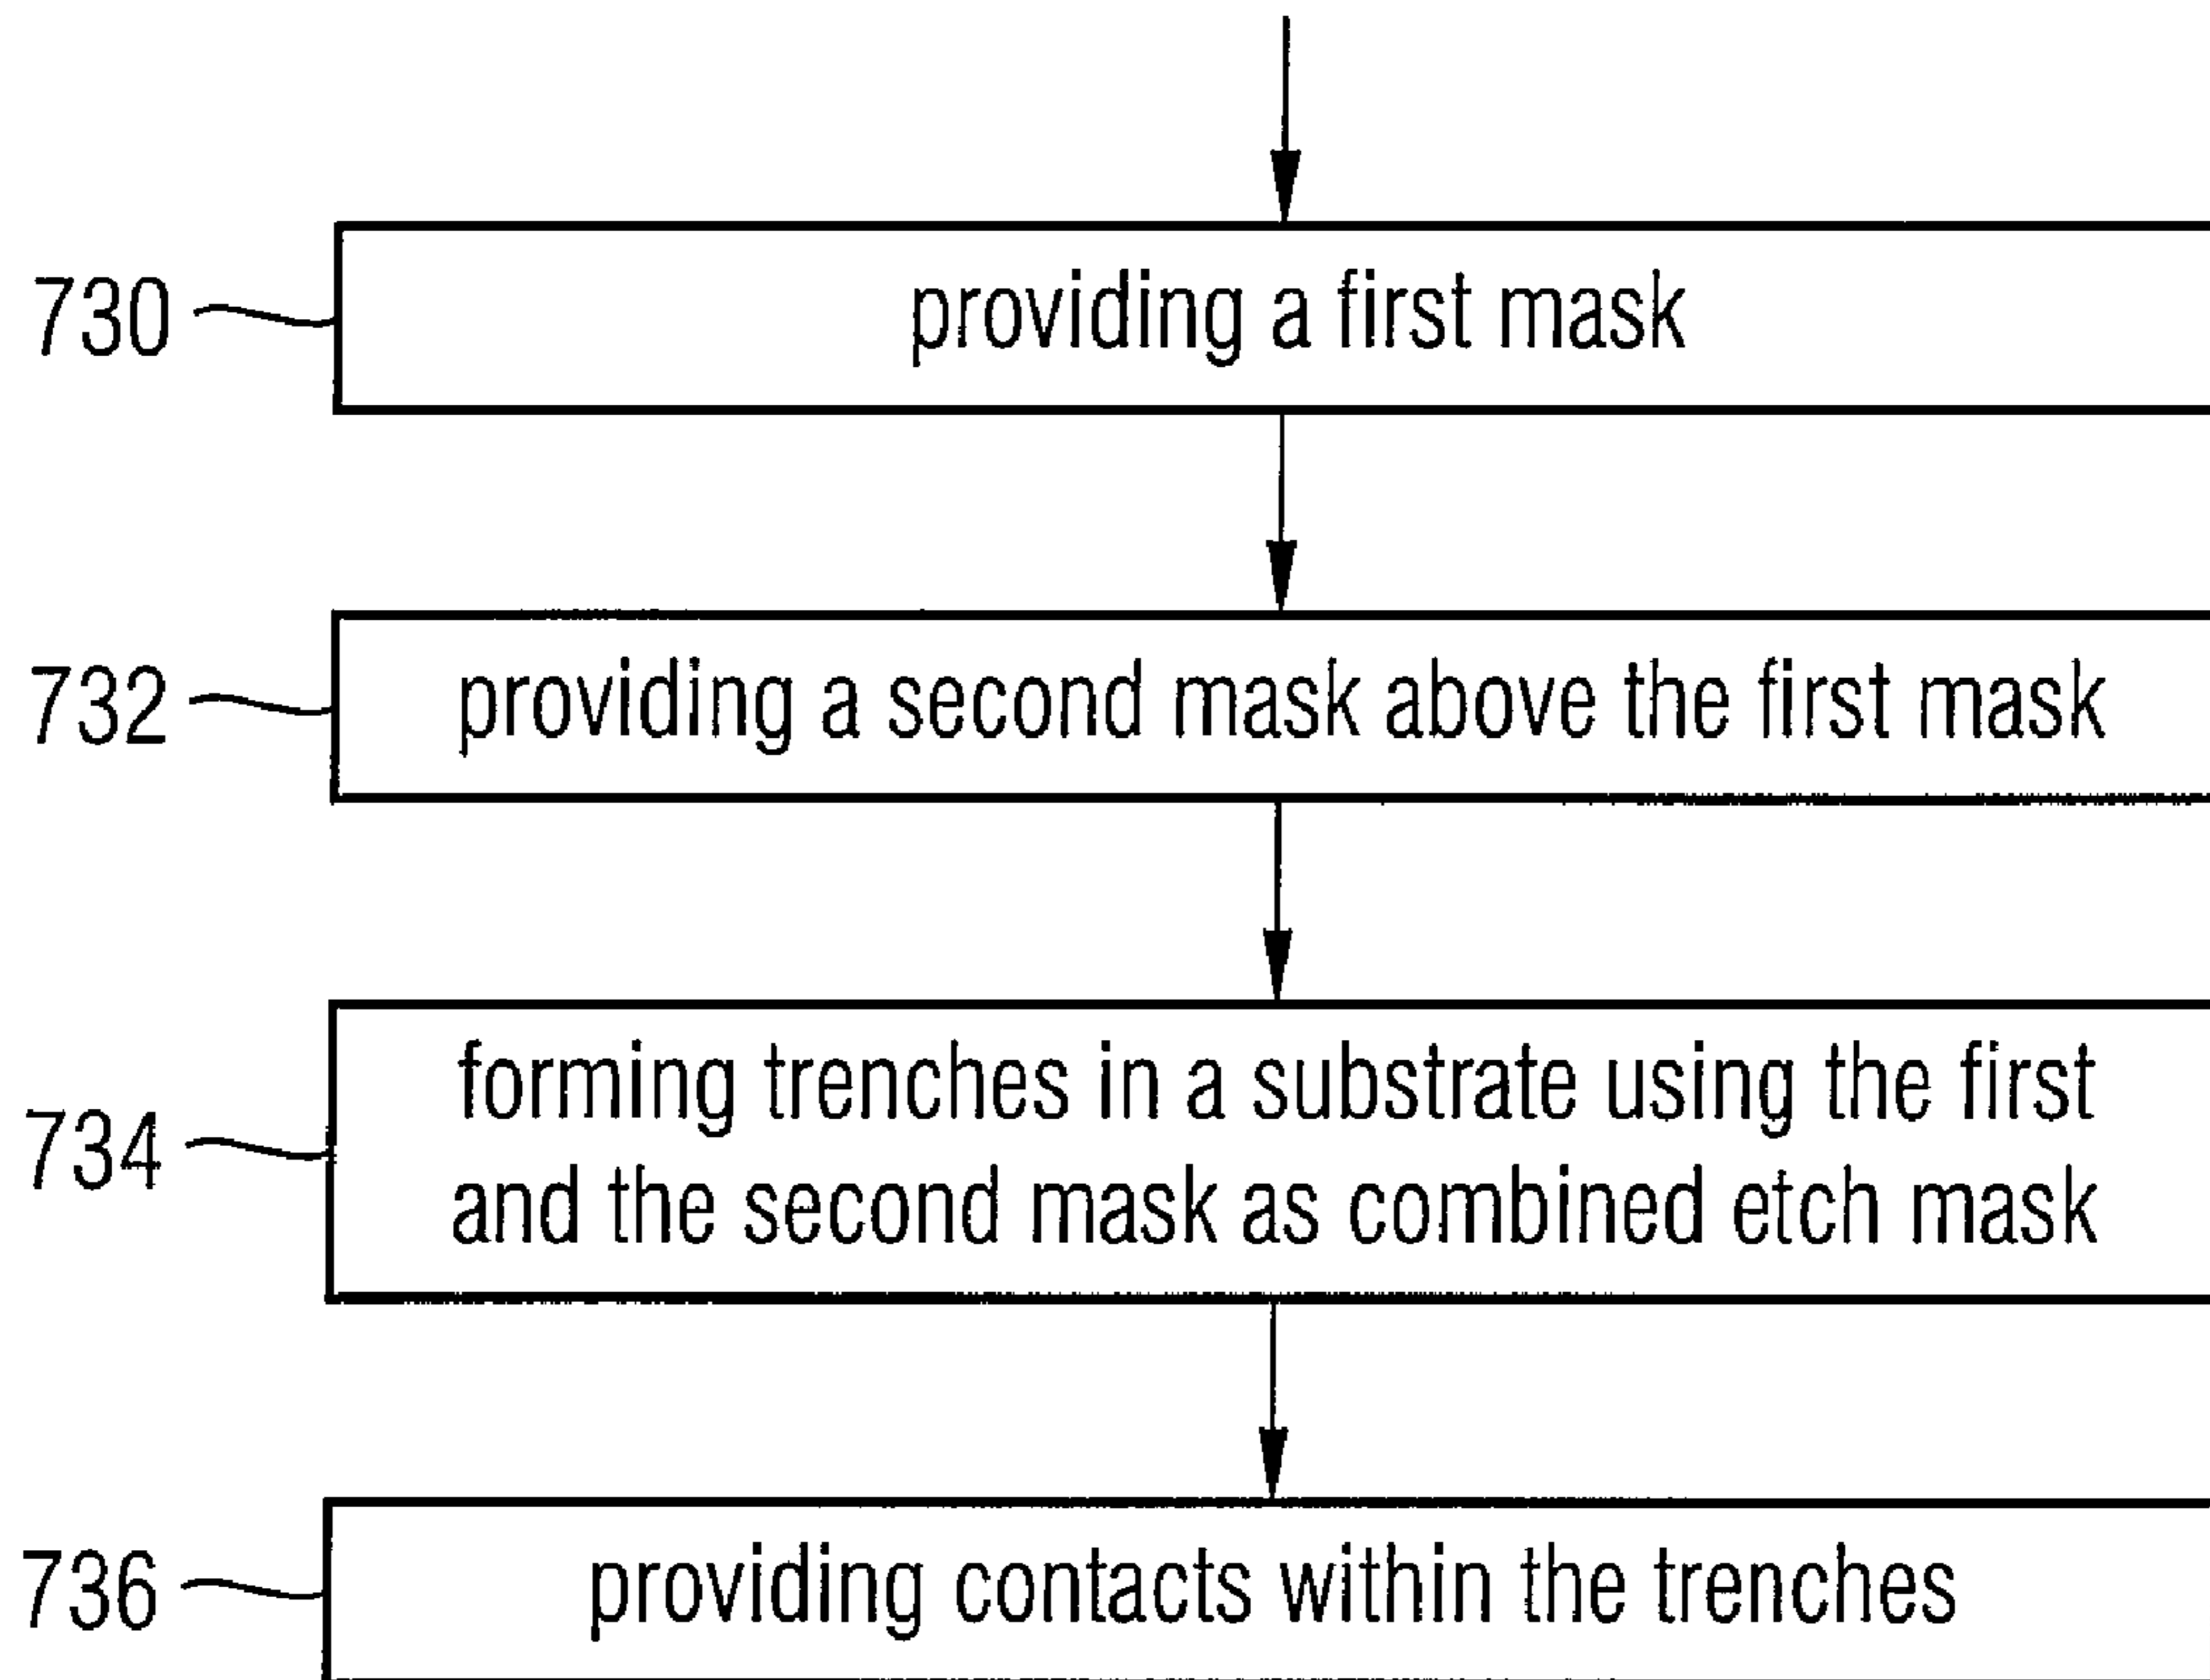 730 providing a first mask
732 providing a second mask above the first mask
734 forming trenches in a substrate using the first
and the second mask as combined etch mask
736 providing contacts within the trenches